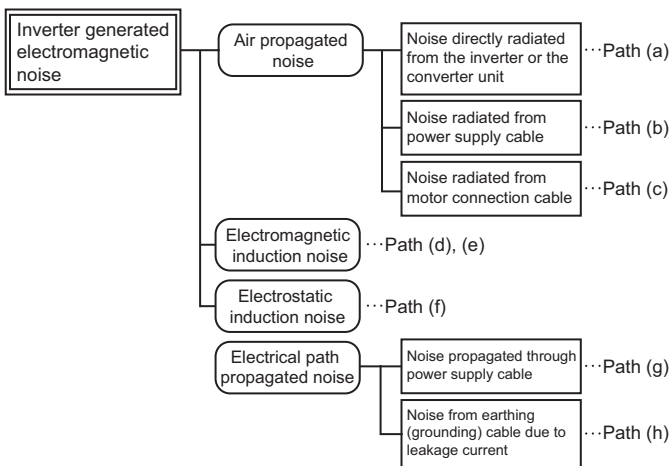 Inverter generated
electromagnetic
noise
Air propagated
noise
Noise directly radiated
from the inverter or the
converter unit
···Path (a)
Noise radiated from
power supply cable
···Path (b)
Noise radiated from
motor connection cable
···Path (c)
Electromagnetic
induction noise
···Path (d), (e)
Electrostatic
induction noise
···Path (f)
Electrical path
propagated noise
Noise propagated through
power supply cable
···Path (g)
Noise from earthing
(grounding) cable due to
leakage current
···Path (h)